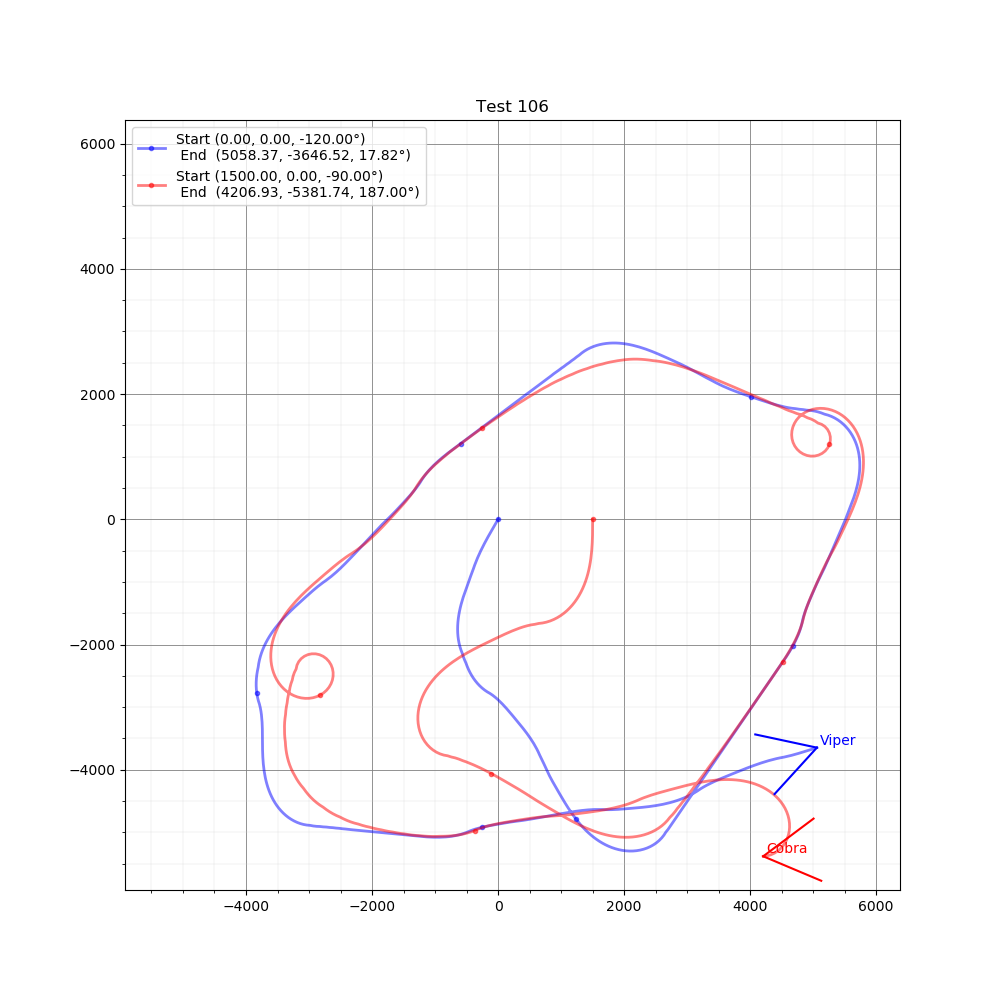 Test 106
Start (0.00, 0.00, -120.00°)
End (5058.37, -3646.52, 17.82°)
Start (1500.00, 0.00, -90.00°)
End (4206.93, -5381.74, 187.00°)
6000
4000
2000
0
−2000
−4000
Viper
Cobra
−4000 −2000 0 2000 4000 6000